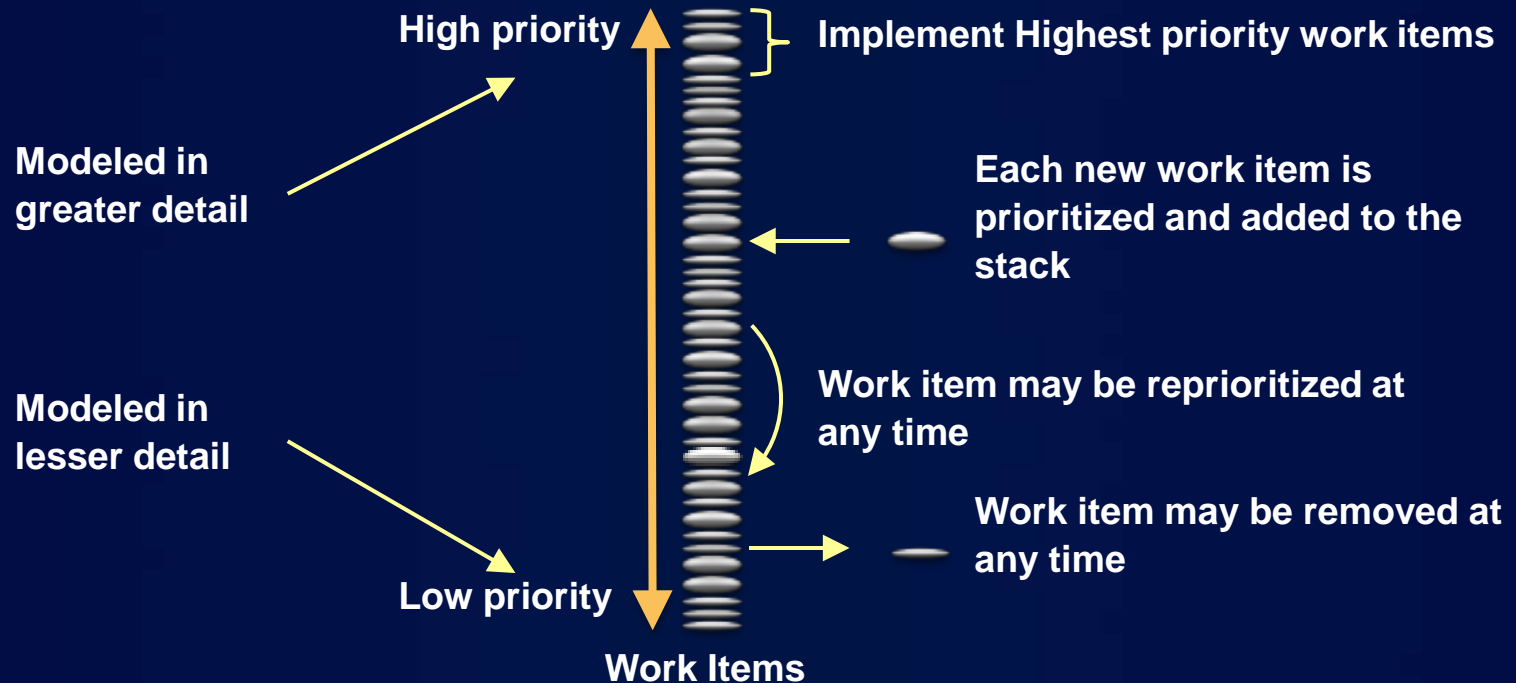 High priority
Implement Highest priority work items
Modeled in
greater detail
Each new work item is
prioritized and added to the
stack
Modeled in
lesser detail
Work item may be reprioritized at
any time
Work item may be removed at
any time
Low priority
Work Items